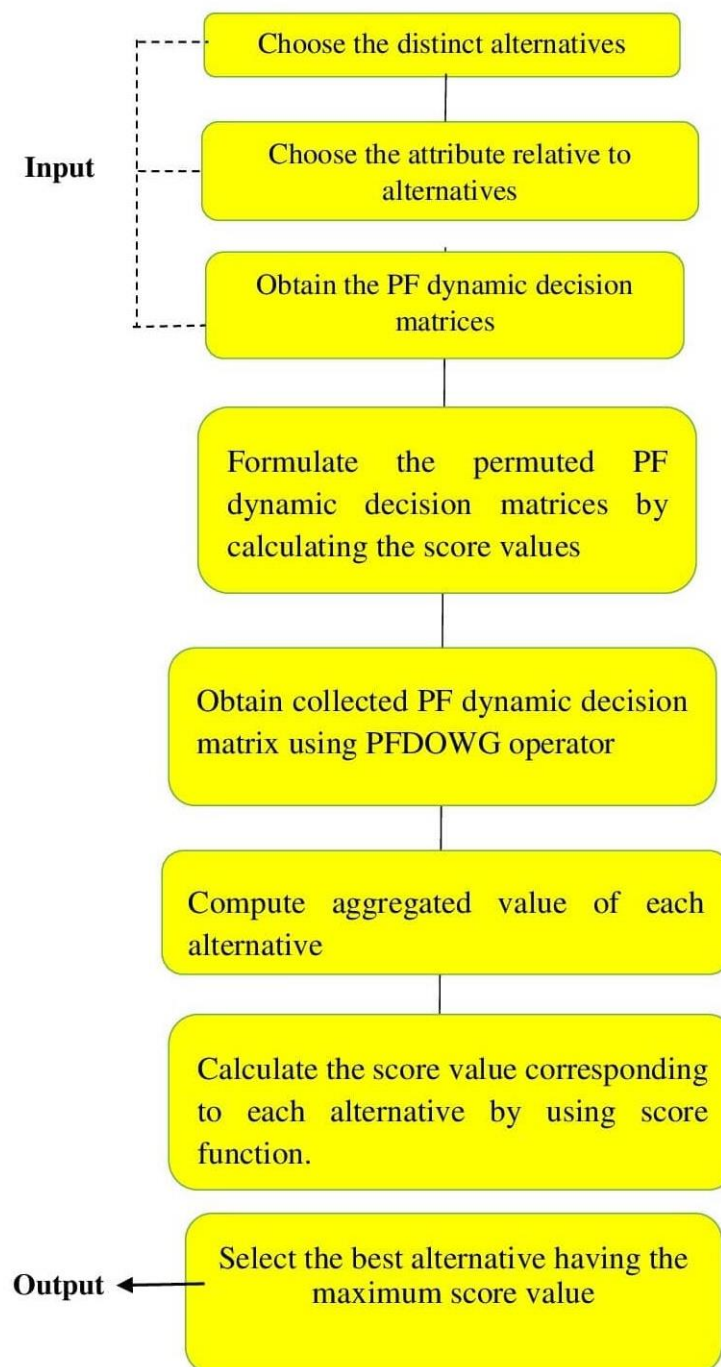 Choose the distinct alternatives
Input
Choose the attribute relative to
alternatives
Obtain the PF dynamic decision
matrices
Formulate the permuted PF
dynamic decision matrices by
calculating the score values
Obtain collected PF dynamic decision
matrix using PFDOWG operator
Compute aggregated value of each
alternative
Calculate the score value corresponding
to each alternative by using score
function.
Select the best alternative having the
maximum score value
Output